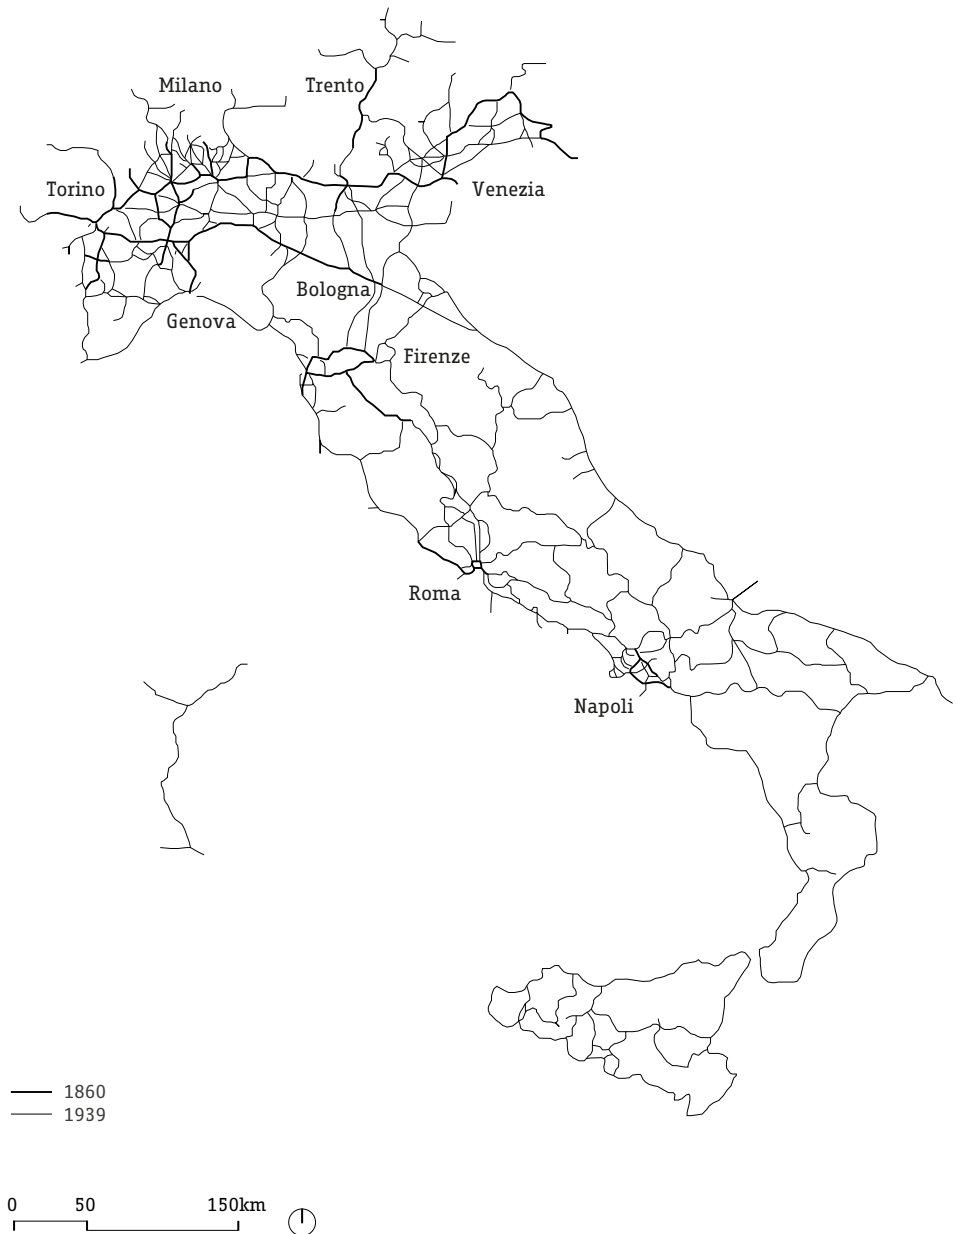 Milano
Trento
Torino
Venezia
Bologna
Genova
Firenze
Roma
Napoli
1860
1939
0 50 150km